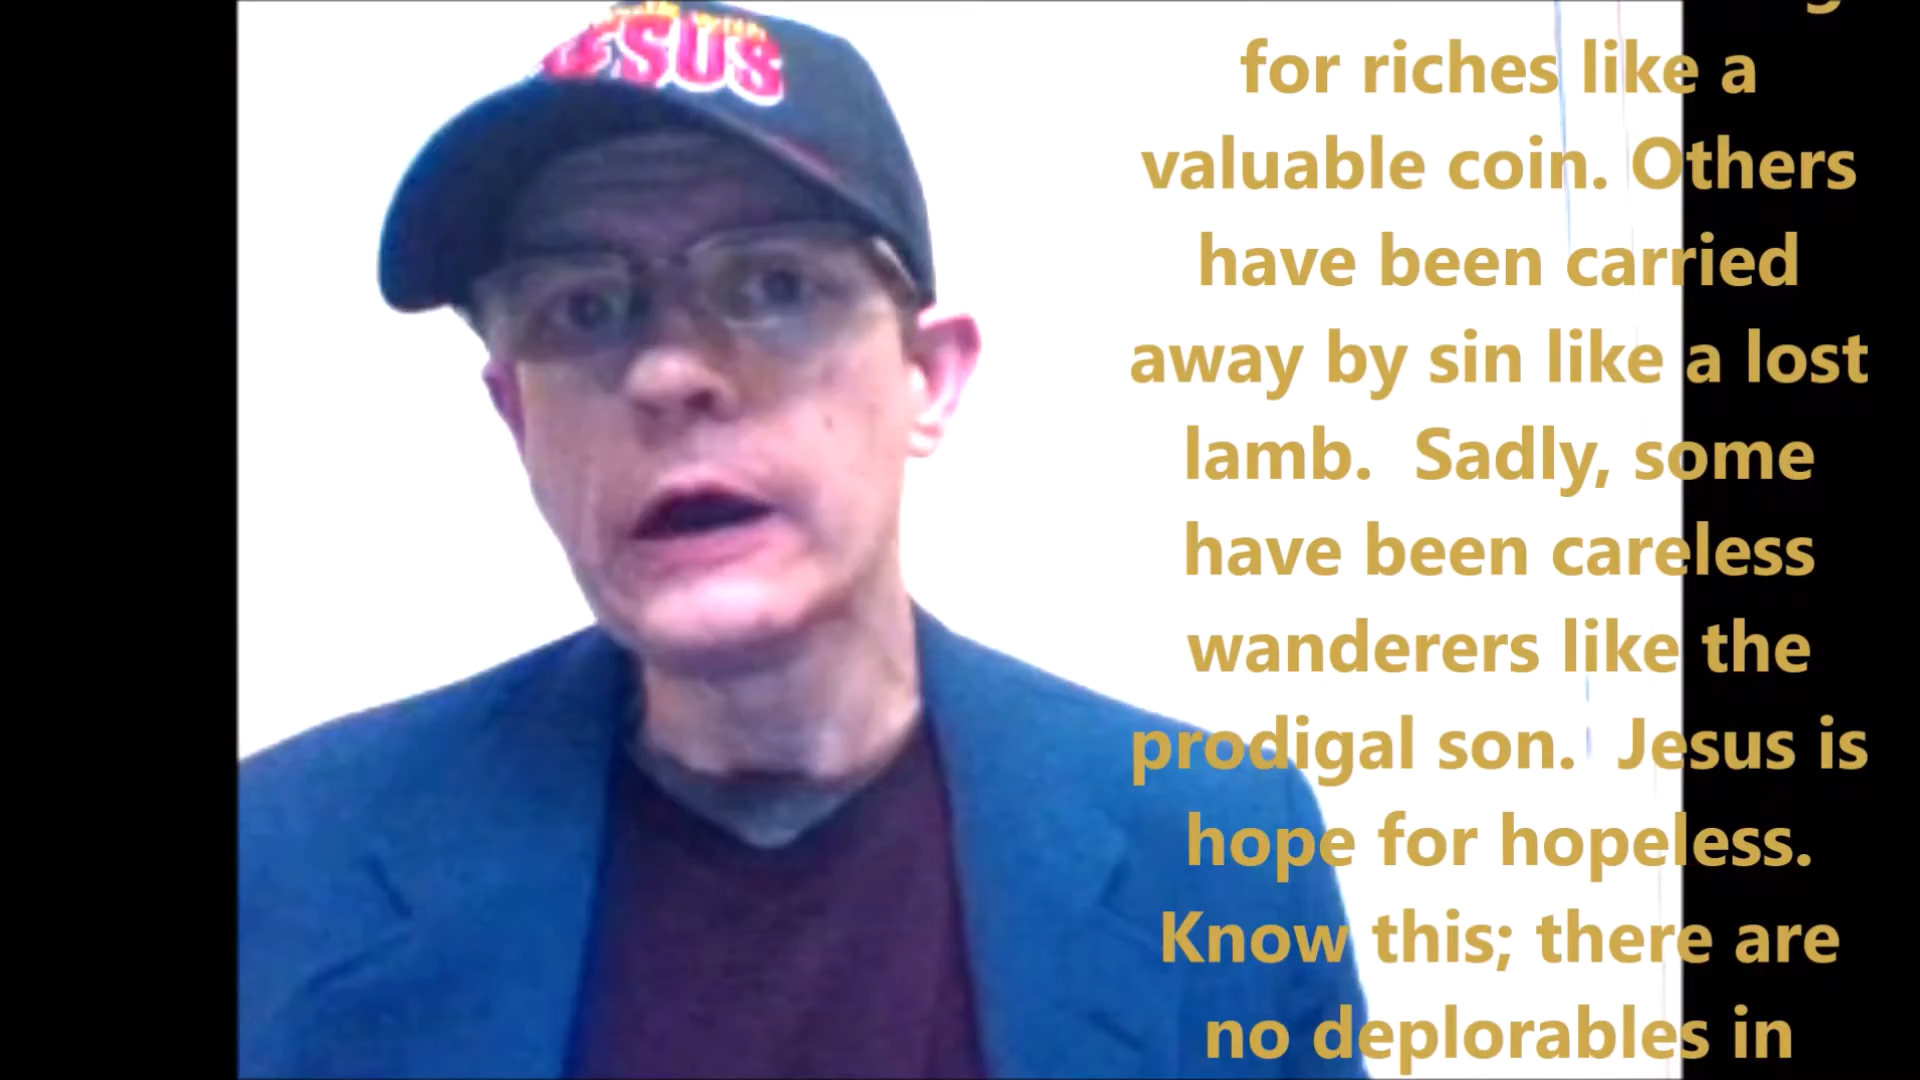 JESUS
for riches like a
valuable coin. Others
have been carried
away by sin like a lost
lamb. Sadly, some
have been careless
wanderers like the
prodigal son. Jesus is
hope for hopeless.
Know this; there are
no deplorables in